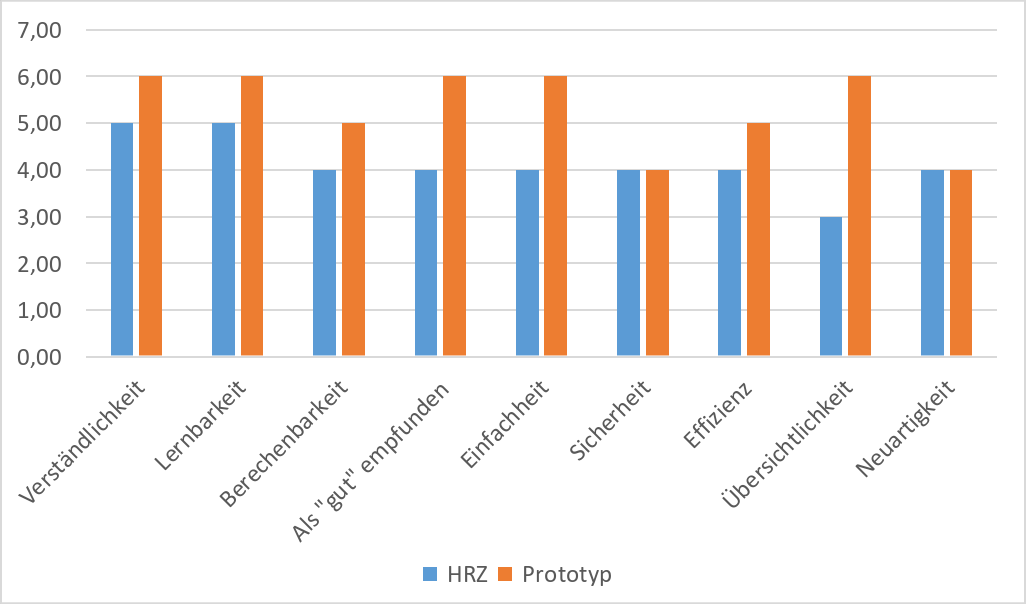 7,00
6,00
5,00
4,00
3,00
2,00
1,00
0,00
Verständlichkeit
Lernbarkeit
Berechenbarkeit
Als "gut" empfunden
Einfachheit
Sicherheit
Effizienz
Übersichtlichkeit
Neuartigkeit
HRZ Prototyp